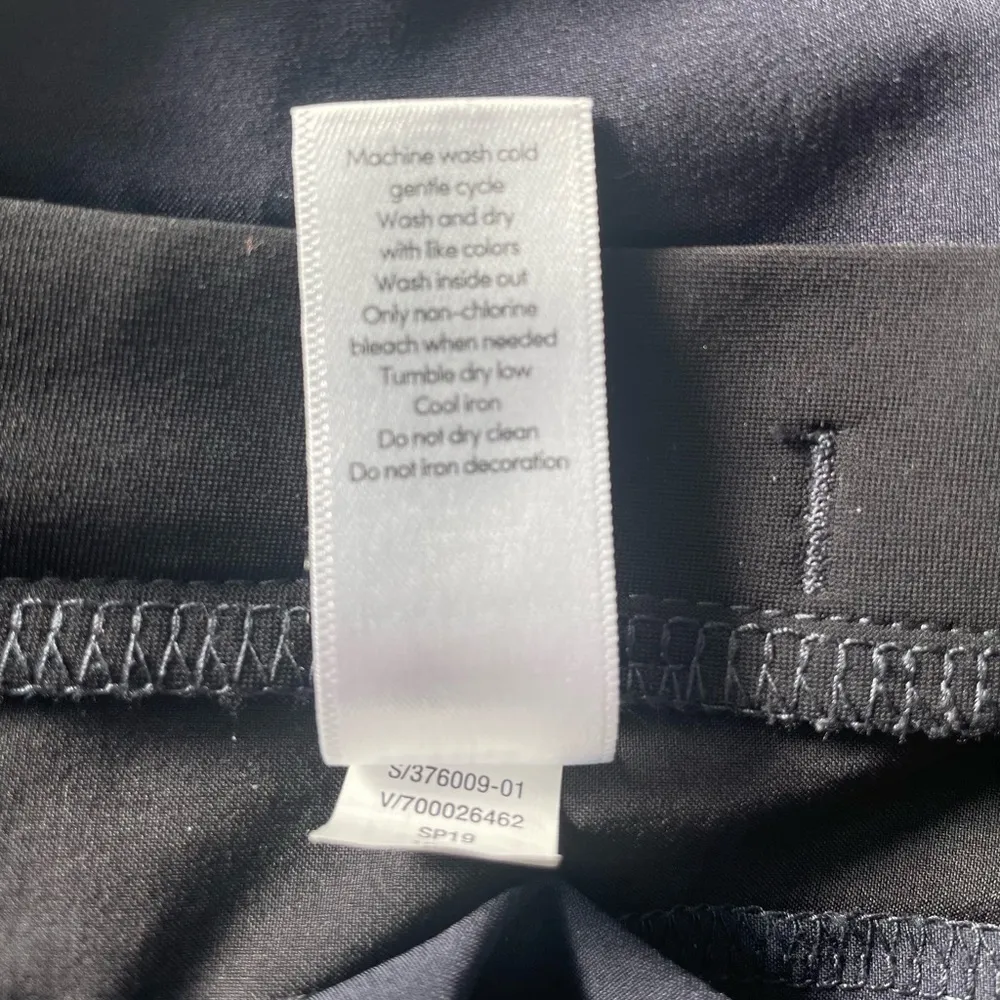 Machine wash cold
gentle cycle
Wash and dry
with like colors
Wash inside out
Only non-chlorine
bleach when needed
Tumble dry low
Cool iron
Do not dry clean
Do not iron decoration
S/376009-01
V/700026462
SP19